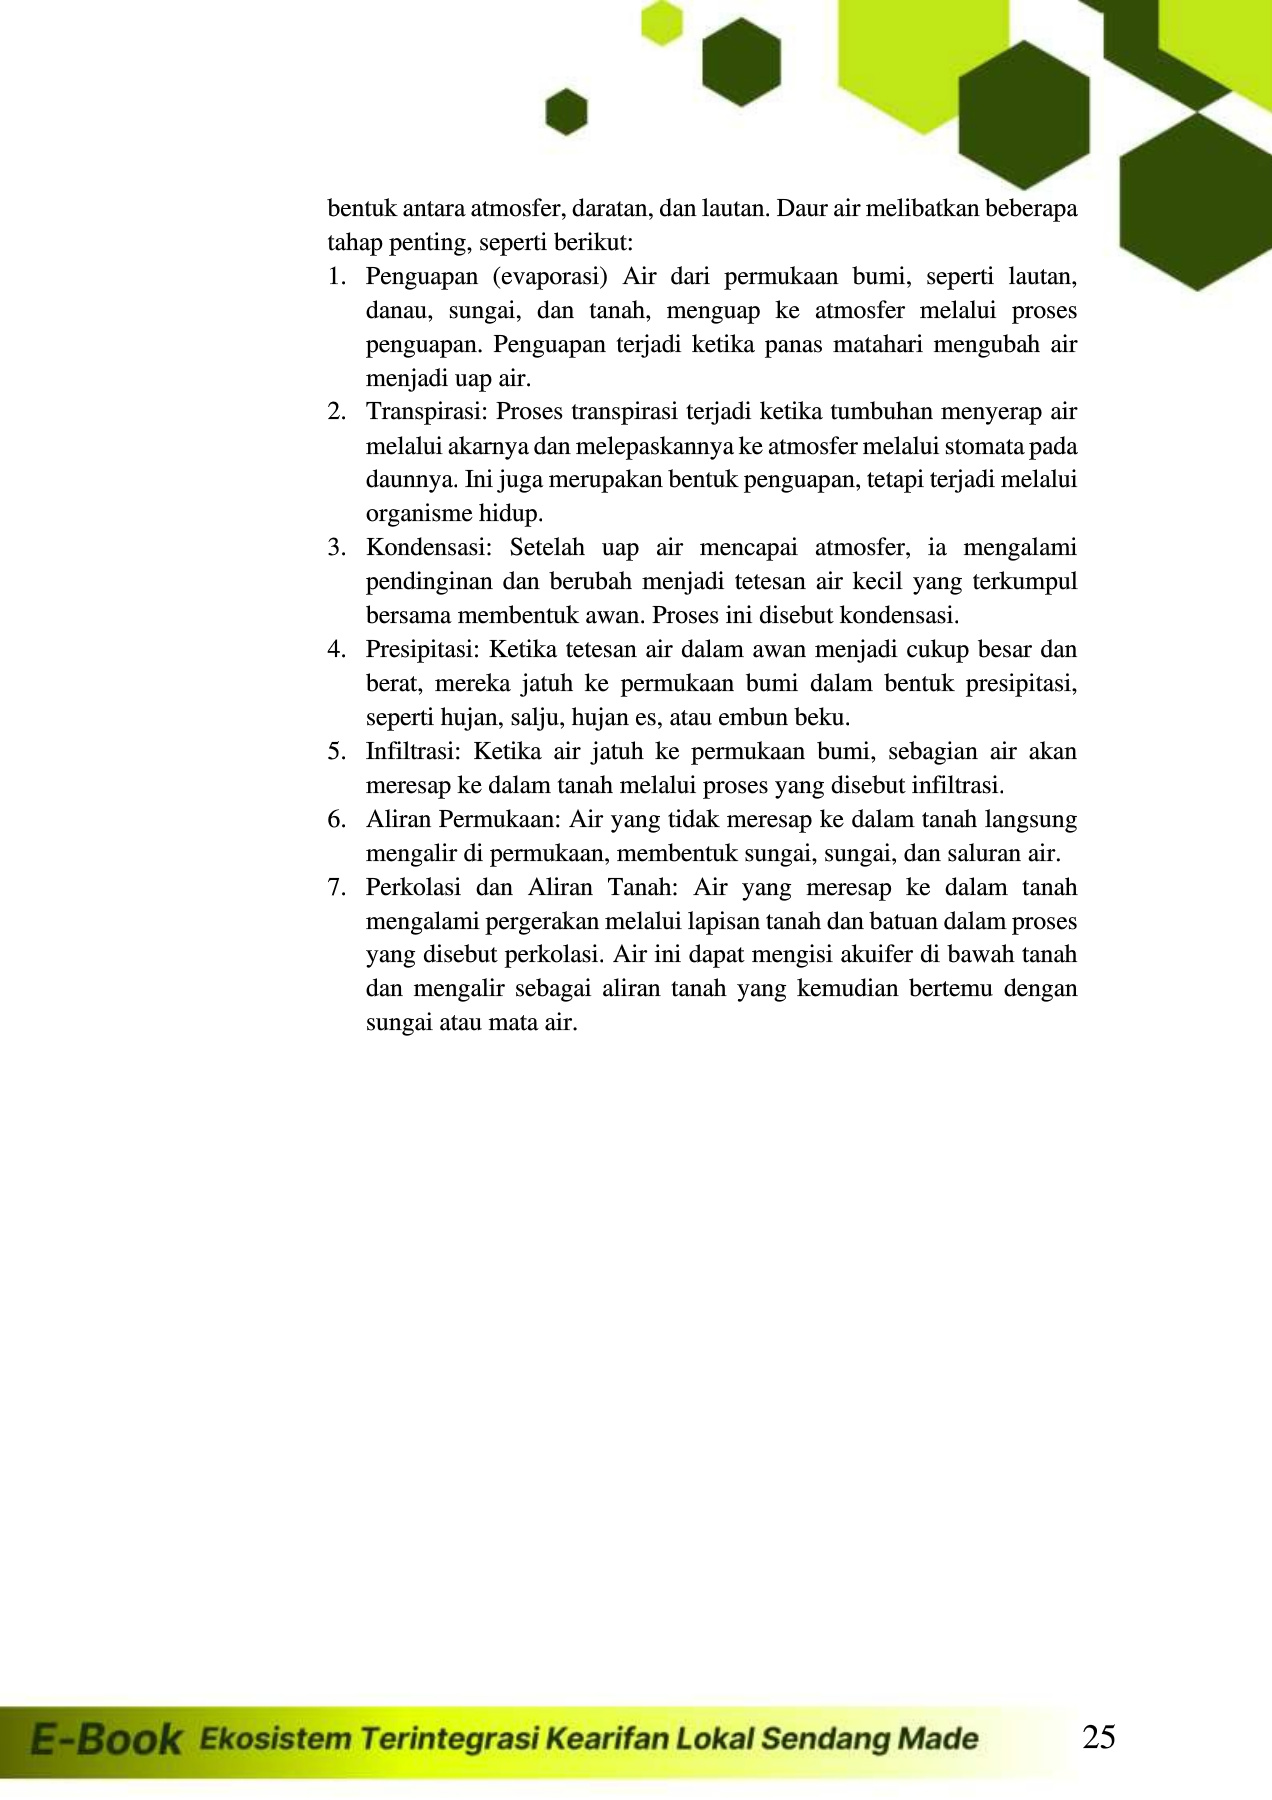 bentuk antara atmosfer, daratan, dan lautan. Daur air melibatkan beberapa
tahap penting, seperti berikut:
1. Penguapan (evaporasi) Air dari permukaan bumi, seperti lautan,
danau, sungai, dan tanah, menguap ke atmosfer melalui proses
penguapan. Penguapan terjadi ketika panas matahari mengubah air
menjadi uap air.
2. Transpirasi: Proses transpirasi terjadi ketika tumbuhan menyerap air
melalui akarnya dan melepaskannya ke atmosfer melalui stomata pada
daunnya. Ini juga merupakan bentuk penguapan, tetapi terjadi melalui
organisme hidup.
3. Kondensasi: Setelah uap air mencapai atmosfer, ia mengalami
pendinginan dan berubah menjadi tetesan air kecil yang terkumpul
bersama membentuk awan. Proses ini disebut kondensasi.
4. Presipitasi: Ketika tetesan air dalam awan menjadi cukup besar dan
berat, mereka jatuh ke permukaan bumi dalam bentuk presipitasi,
seperti hujan, salju, hujan es, atau embun beku.
5. Infiltrasi: Ketika air jatuh ke permukaan bumi, sebagian air akan
meresap ke dalam tanah melalui proses yang disebut infiltrasi.
6. Aliran Permukaan: Air yang tidak meresap ke dalam tanah langsung
mengalir di permukaan, membentuk sungai, sungai, dan saluran air.
7. Perkolasi dan Aliran Tanah: Air yang meresap ke dalam tanah
mengalami pergerakan melalui lapisan tanah dan batuan dalam proses
yang disebut perkolasi. Air ini dapat mengisi akuifer di bawah tanah
dan mengalir sebagai aliran tanah yang kemudian bertemu dengan
sungai atau mata air.
E-Book Ekosistem Terintegrasi Kearifan Lokal Sendang Made 25